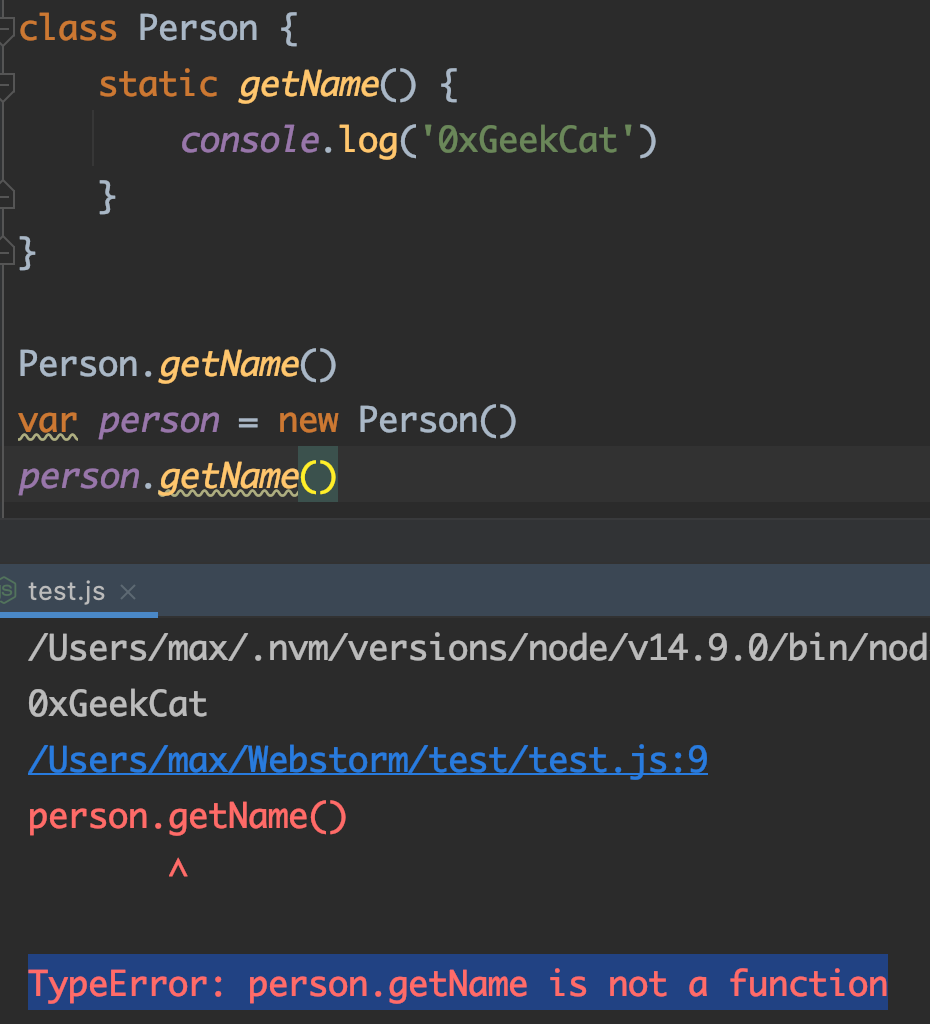 class Person {
    static getName() {
        console.log('0xGeekCat')
    }
}
Person.getName()
var person = new Person()
person.getName()
test.js ×
/Users/max/.nvm/versions/node/v14.9.0/bin/nod
0xGeekCat
/Users/max/Webstorm/test/test.js:9
person.getName()
       ^
TypeError: person.getName is not a function